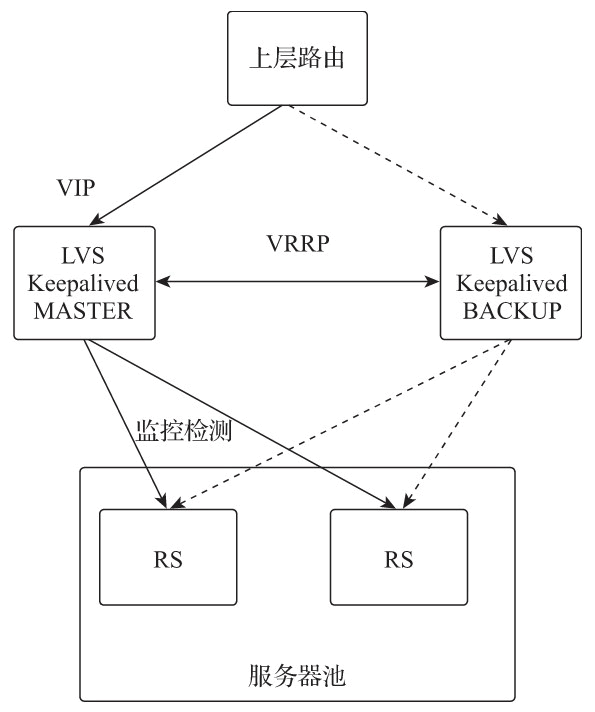 上层路由
VIP
VRRP
LVS
Keepalived
MASTER
LVS
Keepalived
BACKUP
监控检测
RS
RS
服务器池